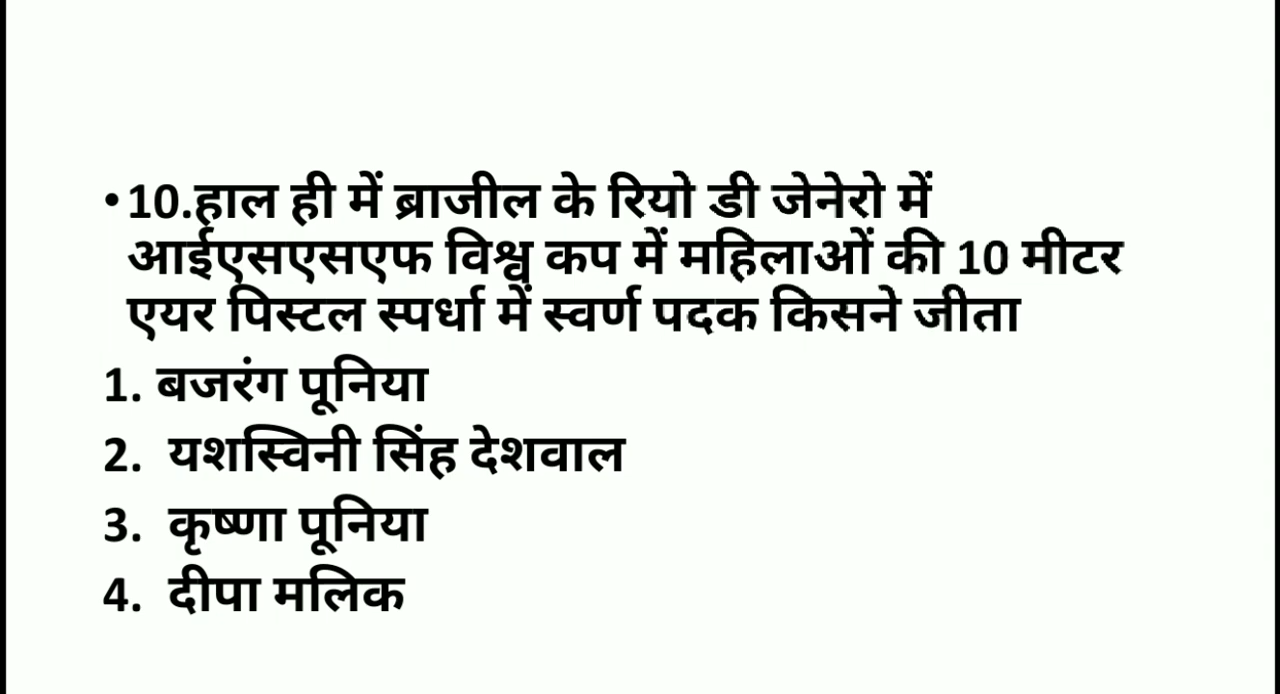 • 10.हाल ही में ब्राजील के रियो डी जेनेरो में
आईएसएसएफ विश्व कप में महिलाओं की 10 मीटर
एयर पिस्टल स्पर्धा में स्वर्ण पदक किसने जीता
1. बजरंग पूनिया
2. यशस्विनी सिंह देशवाल
3. कृष्णा पूनिया
4. दीपा मलिक